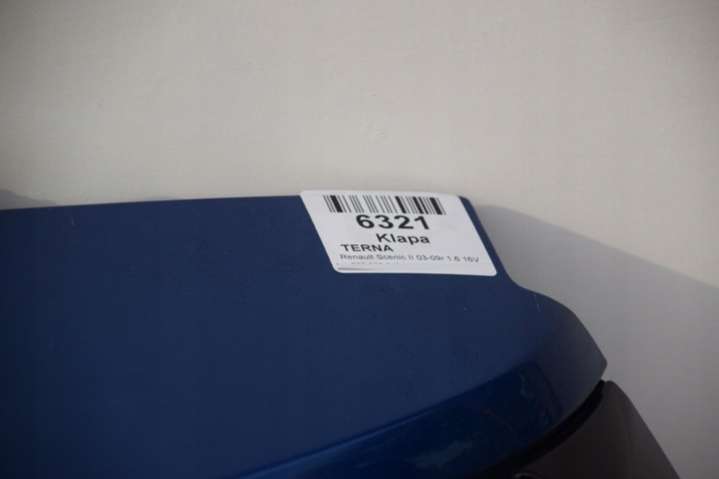 6321
Klapa
TERNA
Renault Scenic II 03-09r 1.6 16V